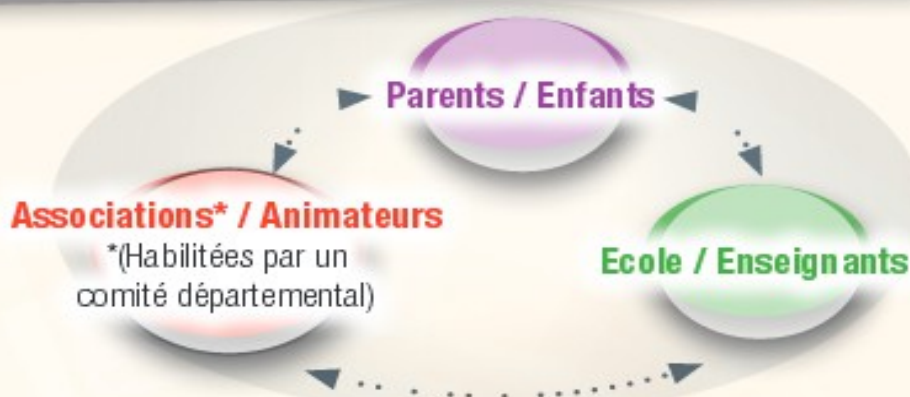 Parents / Enfants
Associations* / Animateurs
*(Habilitées par un
comité départemental)
Ecole / Enseignants